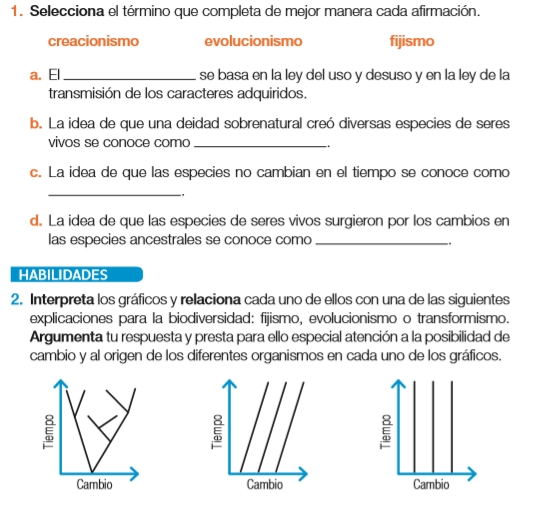 1. Selecciona el término que completa de mejor manera cada afirmación.
creacionismo evolucionismo fijismo
a. El ______________ se basa en la ley del uso y desuso y en la ley de la
transmisión de los caracteres adquiridos.
b. La idea de que una deidad sobrenatural creó diversas especies de seres
vivos se conoce como ______________.
c. La idea de que las especies no cambian en el tiempo se conoce como
______________.
d. La idea de que las especies de seres vivos surgieron por los cambios en
las especies ancestrales se conoce como ______________.
HABILIDADES
2. Interpreta los gráficos y relaciona cada uno de ellos con una de las siguientes
explicaciones para la biodiversidad: fijismo, evolucionismo o transformismo.
Argumenta tu respuesta y presta para ello especial atención a la posibilidad de
cambio y al origen de los diferentes organismos en cada uno de los gráficos.
Tiempo
Cambio
Tiempo
Cambio
Tiempo
Cambio